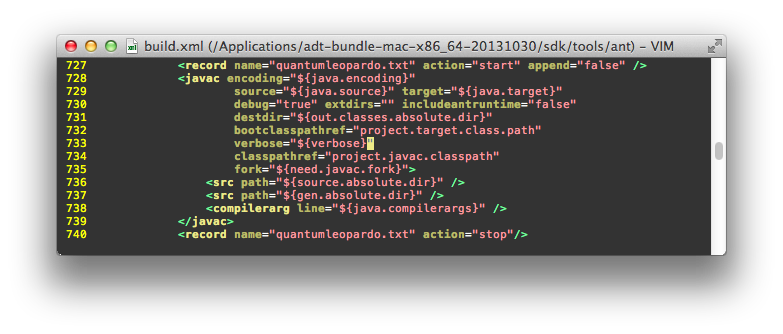 build.xml (/Applications/adt-bundle-mac-x86_64-20131030/sdk/tools/ant) – VIM
727 <record name="quantumleopardo.txt" action="start" append="false" />
728 <javac encoding="${java.encoding}"
729 source="${java.source}" target="${java.target}"
730 debug="true" extdirs="" includeantruntime="false"
731 destdir="${out.classes.absolute.dir}"
732 bootclasspathref="project.target.class.path"
733 verbose="${verbose}"
734 classpathref="project.javac.classpath"
735 fork="${need.javac.fork}">
736 <src path="${source.absolute.dir}" />
737 <src path="${gen.absolute.dir}" />
738 <compilerarg line="${java.compilerargs}" />
739 </javac>
740 <record name="quantumleopardo.txt" action="stop"/>